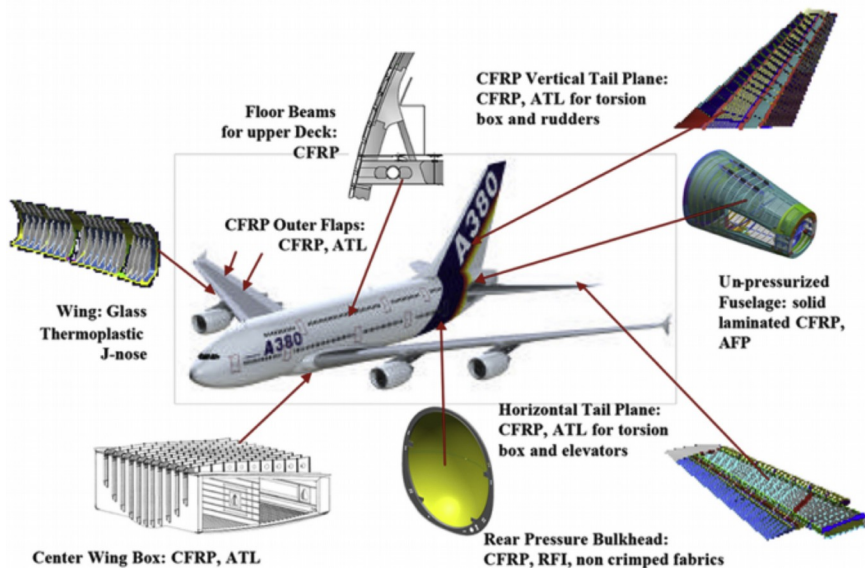 CFRP Vertical Tail Plane:
CFRP, ATL for torsion
box and rudders
Floor Beams
for upper Deck:
CFRP
CFRP Outer Flaps:
CFRP, ATL
A380
Wing: Glass
Thermoplastic
J-nose
A380
Un-pressurized
Fuselage: solid
laminated CFRP,
AFP
Horizontal Tail Plane:
CFRP, ATL for torsion
box and elevators
Center Wing Box: CFRP, ATL
Rear Pressure Bulkhead:
CFRP, RFI, non crimped fabrics